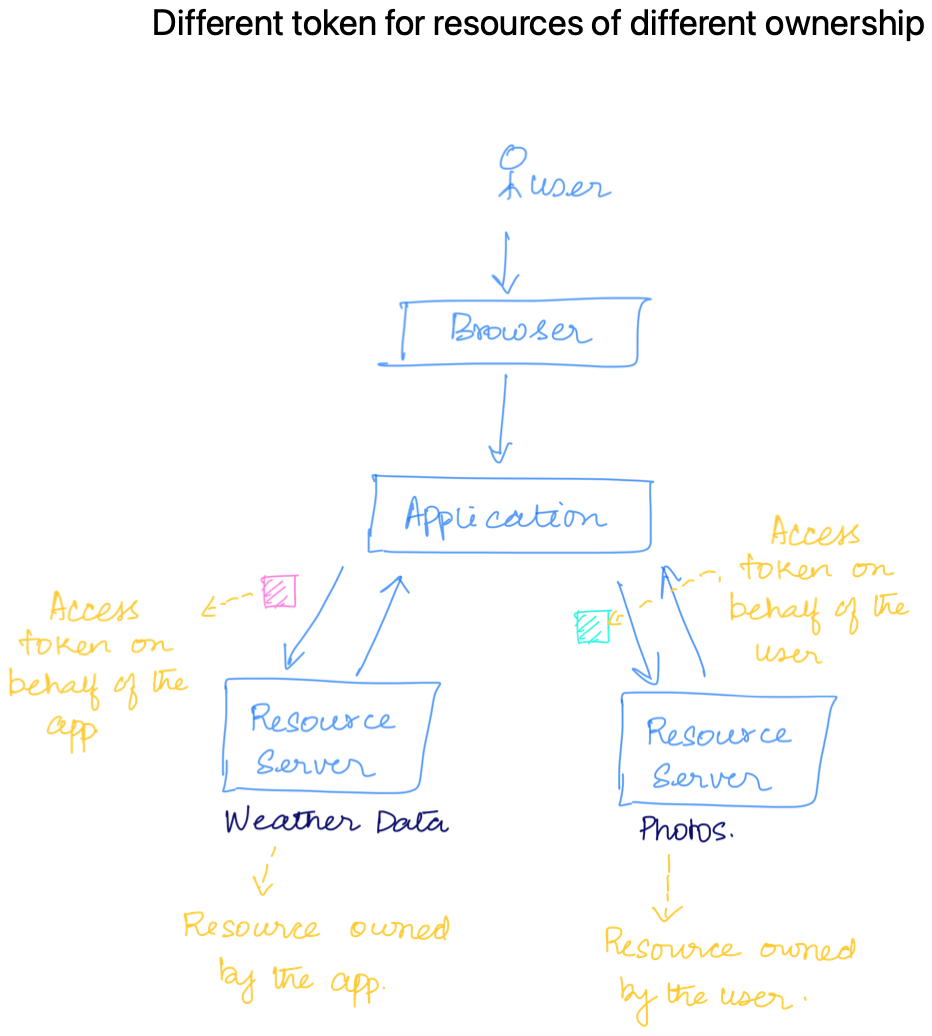 Different token for resources of different ownership
user
Browser
Application
Access
token on
behalf of the
user
Access
token on
behalf of the
app
Resource
Server
Weather Data
Resource owned
by the app.
Resource
Server
Photos.
Resource owned
by the user.